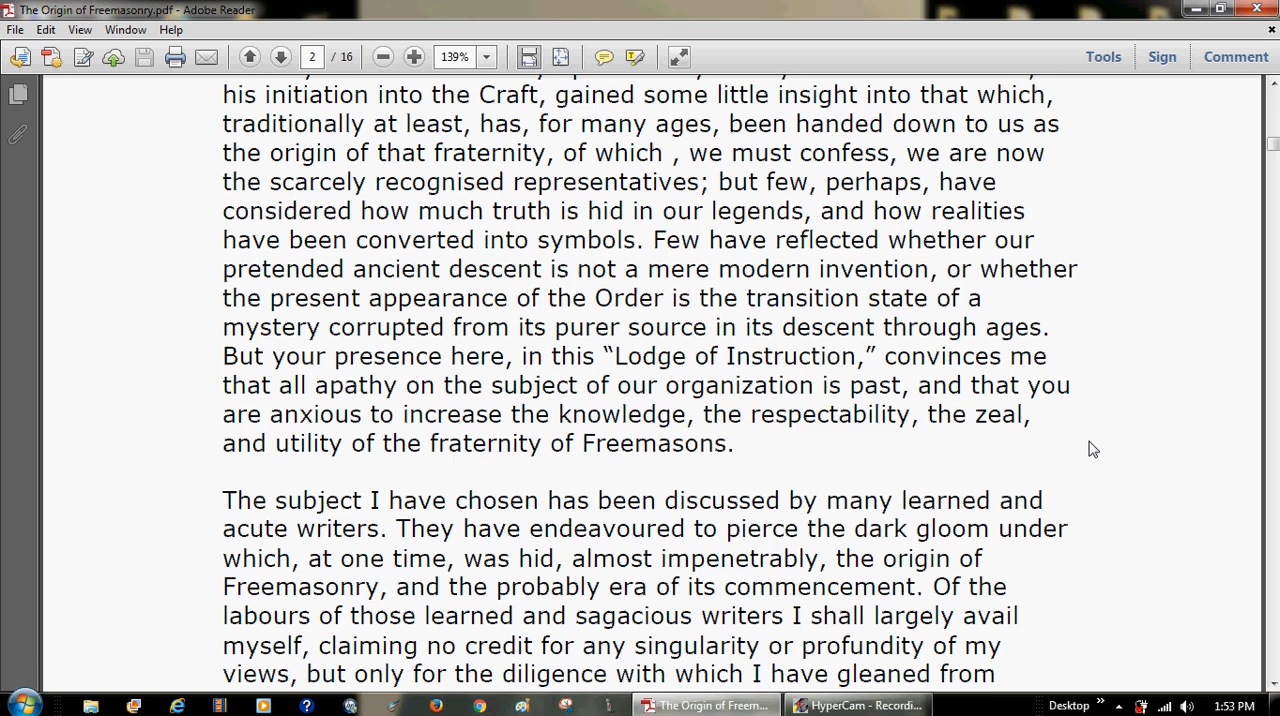 The Origin of Freemasonry.pdf - Adobe Reader
File Edit View Window Help
2 / 16 139% Tools Sign Comment
his initiation into the Craft, gained some little insight into that which,
traditionally at least, has, for many ages, been handed down to us as
the origin of that fraternity, of which , we must confess, we are now
the scarcely recognised representatives; but few, perhaps, have
considered how much truth is hid in our legends, and how realities
have been converted into symbols. Few have reflected whether our
pretended ancient descent is not a mere modern invention, or whether
the present appearance of the Order is the transition state of a
mystery corrupted from its purer source in its descent through ages.
But your presence here, in this “Lodge of Instruction,” convinces me
that all apathy on the subject of our organization is past, and that you
are anxious to increase the knowledge, the respectability, the zeal,
and utility of the fraternity of Freemasons.
The subject I have chosen has been discussed by many learned and
acute writers. They have endeavoured to pierce the dark gloom under
which, at one time, was hid, almost impenetrably, the origin of
Freemasonry, and the probably era of its commencement. Of the
labours of those learned and sagacious writers I shall largely avail
myself, claiming no credit for any singularity or profundity of my
views, but only for the diligence with which I have gleaned from
The Origin of Freem... HyperCam - Recordi... Desktop » 1:53 PM